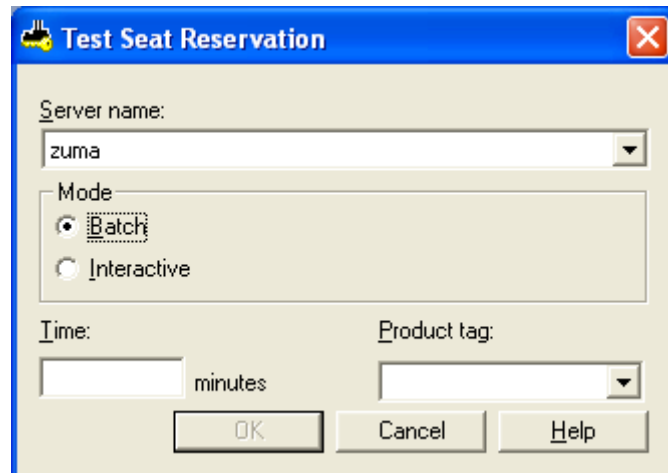 Test Seat Reservation
Server name:
zuma
Mode
Batch
Interactive
Time: Product tag:
minutes
OK Cancel Help